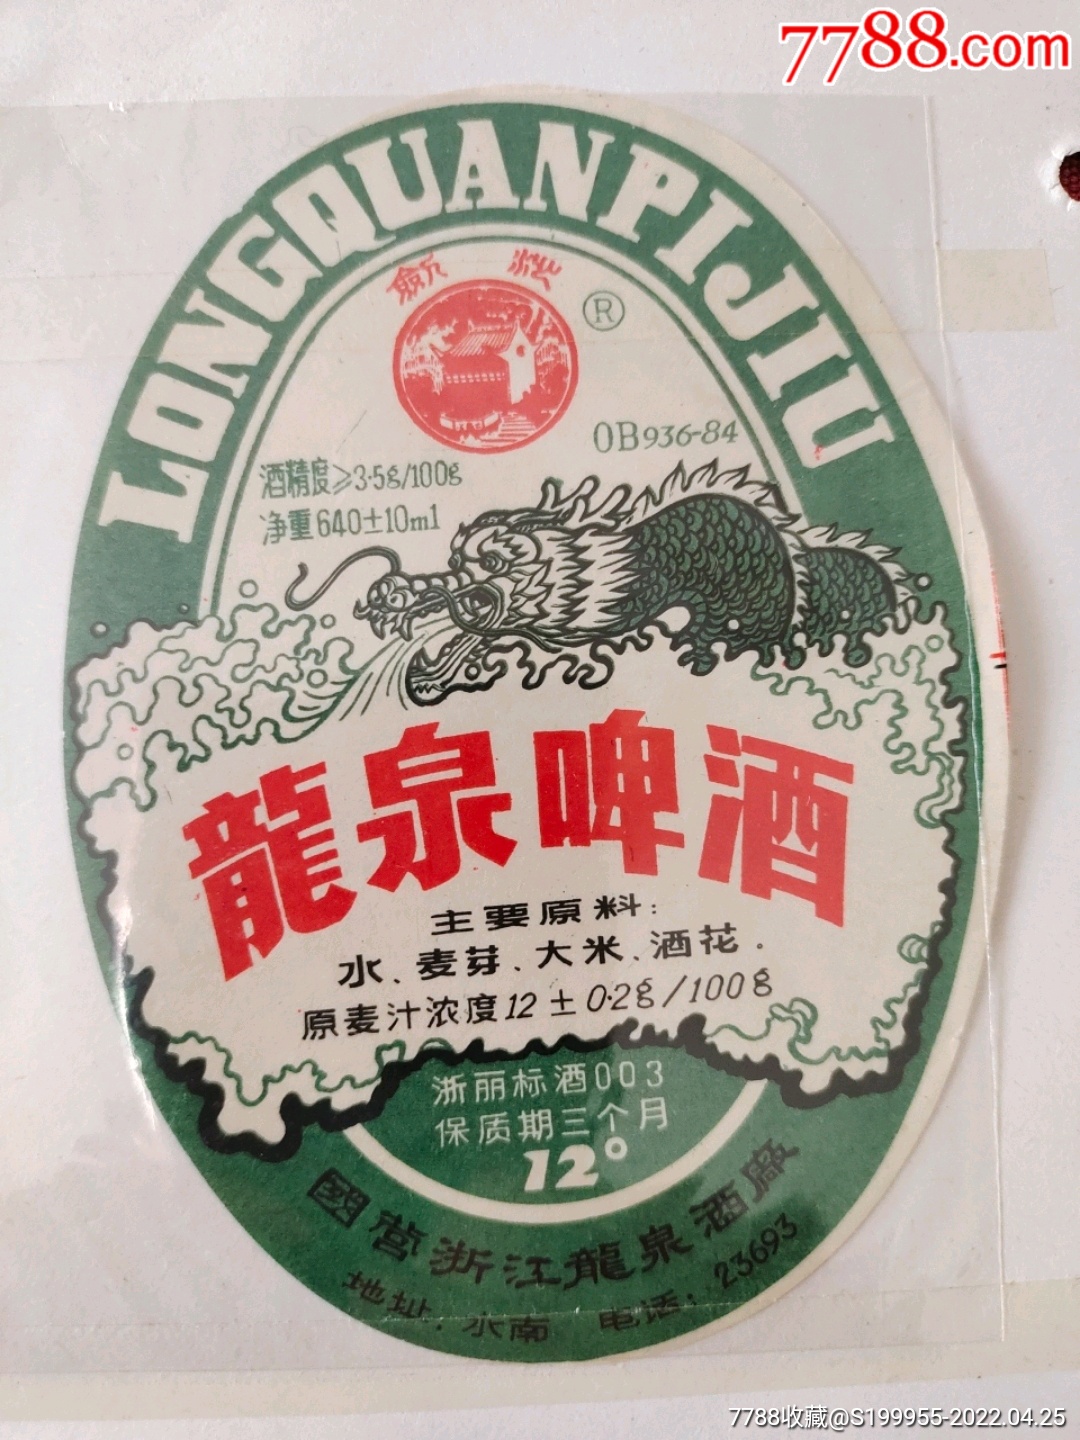 7788.com
LONGQUANPIJIU
剑池
®
QB936-84
酒精度≥3·5g/100g
净重640±10ml
龍泉啤酒
主要原料:
水、麦芽、大米、酒花.
原麦汁浓度12±0·2g/100g
浙丽标酒003
保质期三个月
12°
國营浙江龍泉酒廠
地址:水南 电话:23693
7788收藏@S199955-2022.04.25